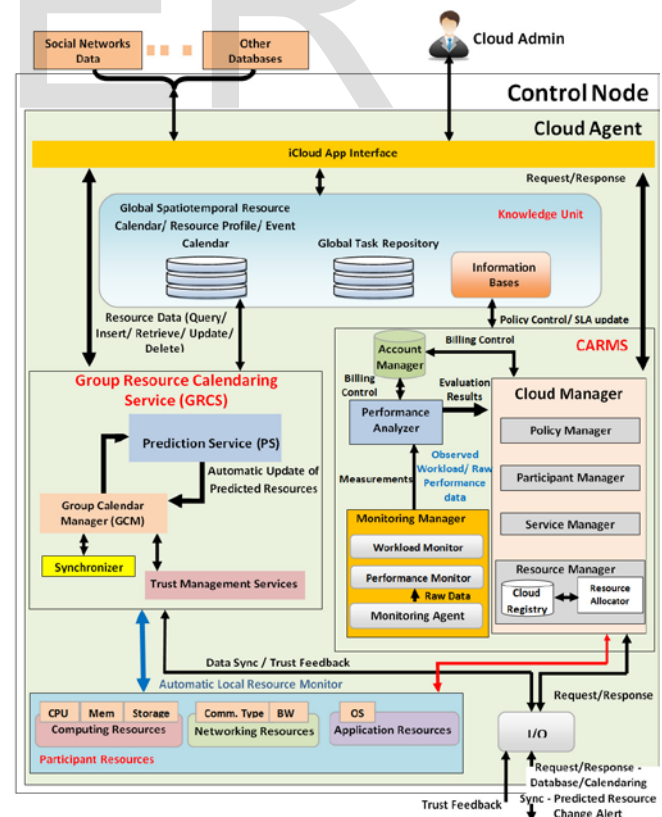 ER
Social Networks
Data
Other
Databases
Cloud Admin
Control Node
Cloud Agent
iCloud App Interface
Request/Response
Global Spatiotemporal Resource
Calendar/ Resource Profile/ Event
Calendar
Global Task Repository
Knowledge Unit
Information
Bases
Resource Data (Query/
Insert/ Retrieve/ Update/
Delete)
Policy Control/ SLA update
Billing Control
CARMS
Account
Manager
Billing
Control
Evaluation
Results
Performance
Analyzer
Cloud Manager
Policy Manager
Participant Manager
Service Manager
Resource Manager
Cloud
Registry
Resource
Allocator
Measurements
Observed
Workload/ Raw
Performance
data
Monitoring Manager
Workload Monitor
Performance Monitor
Raw Data
Monitoring Agent
Group Resource Calendaring
Service (GRCS)
Prediction Service (PS)
Automatic Update of
Predicted Resources
Group Calendar
Manager (GCM)
Synchronizer
Trust Management Services
Data Sync / Trust Feedback
Automatic Local Resource Monitor
Request/Response
CPU
Mem
Storage
Computing Resources
Comm. Type
BW
Networking Resources
OS
Application Resources
Participant Resources
I/O
Request/Response -
Database/Calendaring
Sync - Predicted Resource
Change Alert
Trust Feedback